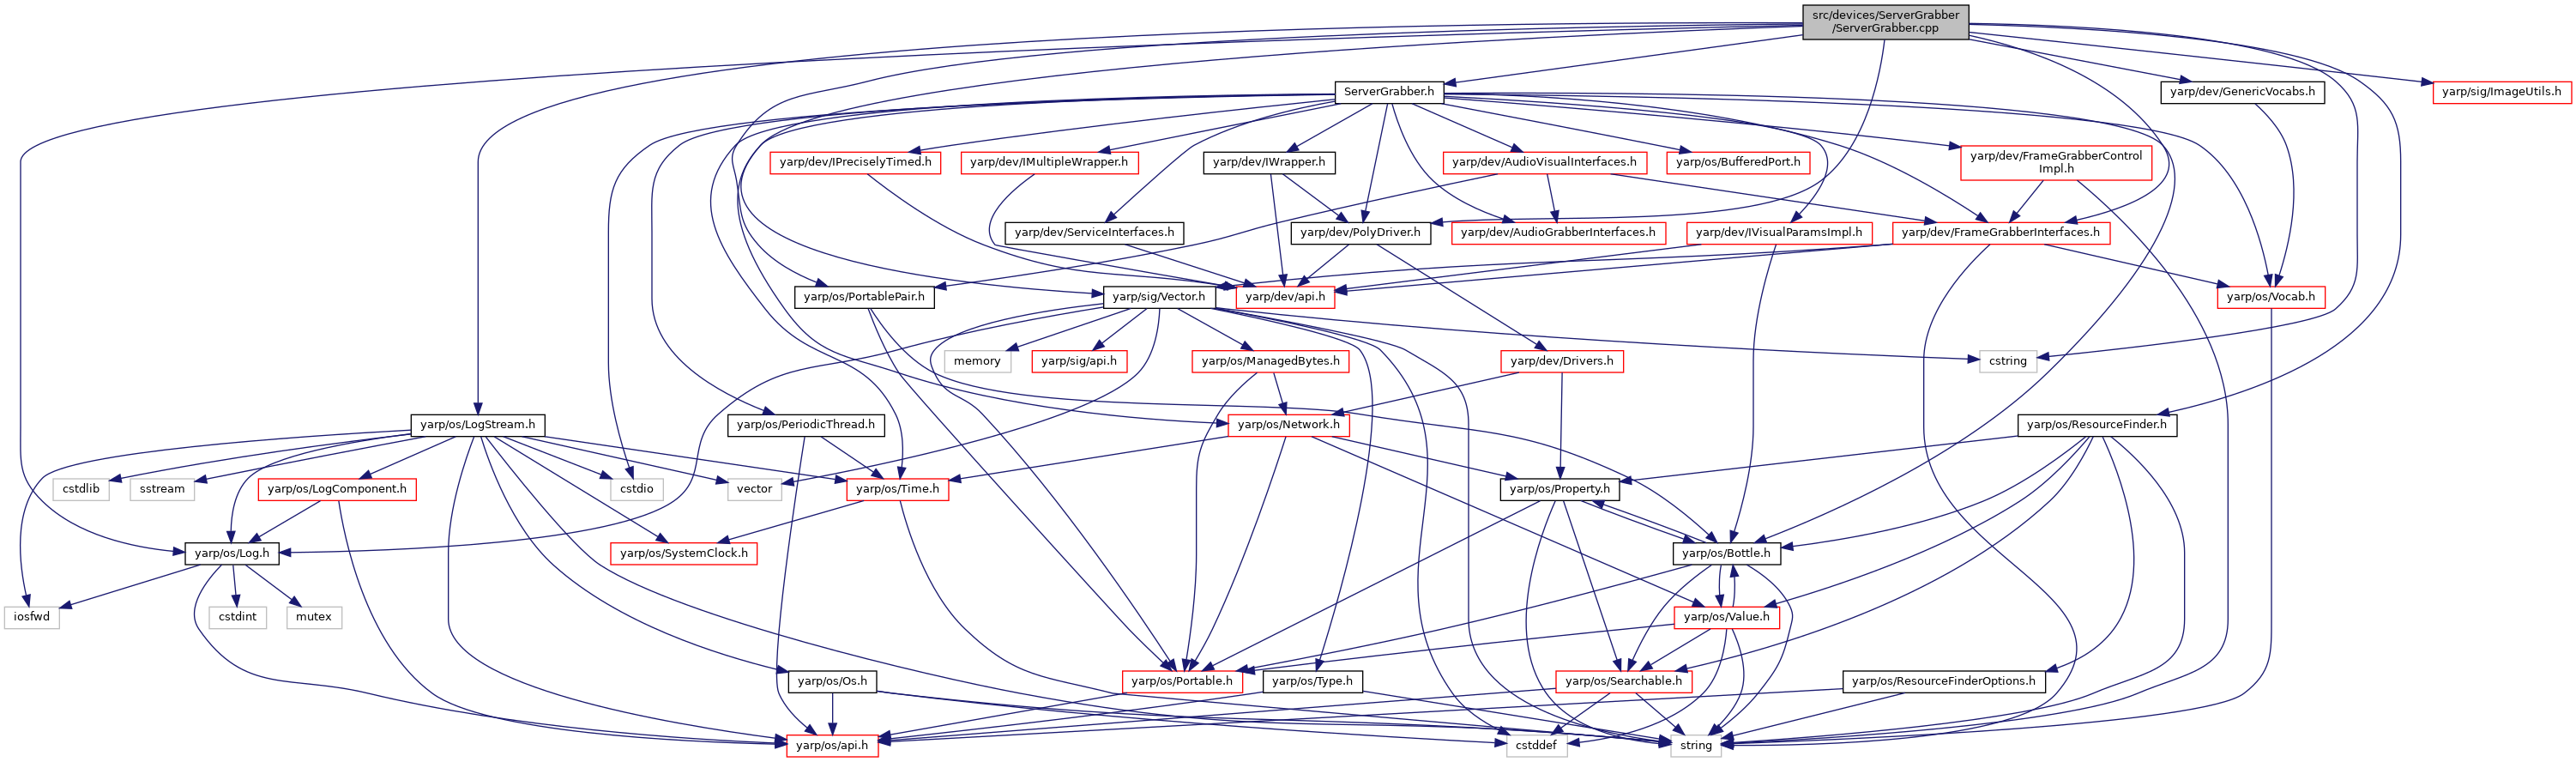 src/devices/ServerGrabber
/ServerGrabber.cpp
ServerGrabber.h
yarp/dev/GenericVocabs.h
yarp/sig/ImageUtils.h
yarp/dev/IPreciselyTimed.h
yarp/dev/IMultipleWrapper.h
yarp/dev/IWrapper.h
yarp/dev/AudioVisualInterfaces.h
yarp/os/BufferedPort.h
yarp/dev/FrameGrabberControl
Impl.h
yarp/dev/ServiceInterfaces.h
yarp/dev/PolyDriver.h
yarp/dev/AudioGrabberInterfaces.h
yarp/dev/IVisualParamsImpl.h
yarp/dev/FrameGrabberInterfaces.h
yarp/os/PortablePair.h
yarp/sig/Vector.h
yarp/dev/api.h
yarp/os/Vocab.h
memory
yarp/sig/api.h
yarp/os/ManagedBytes.h
yarp/dev/Drivers.h
cstring
yarp/os/LogStream.h
yarp/os/PeriodicThread.h
yarp/os/Network.h
yarp/os/ResourceFinder.h
cstdlib
sstream
yarp/os/LogComponent.h
cstdio
vector
yarp/os/Time.h
yarp/os/Property.h
yarp/os/Log.h
yarp/os/SystemClock.h
yarp/os/Bottle.h
iosfwd
cstdint
mutex
yarp/os/Value.h
yarp/os/Os.h
yarp/os/Portable.h
yarp/os/Type.h
yarp/os/Searchable.h
yarp/os/ResourceFinderOptions.h
yarp/os/api.h
cstddef
string